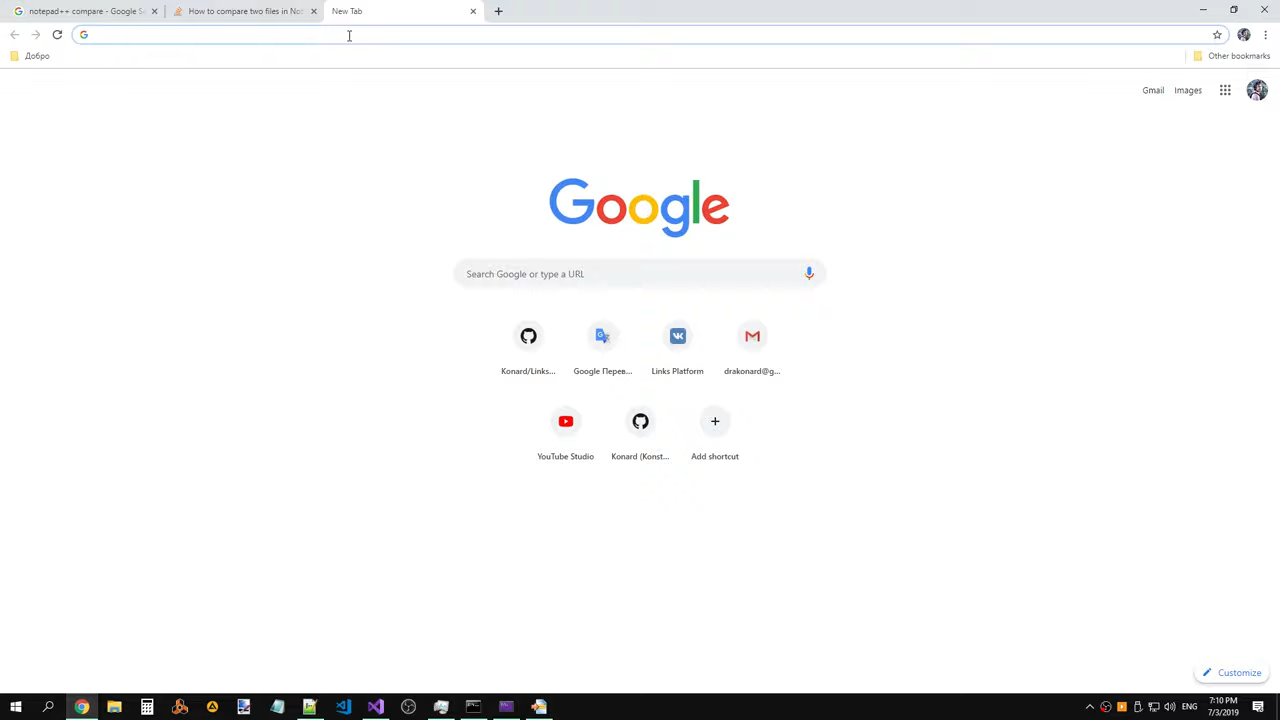 notepad++ compare - Google Se
How to compare two files in Not
New Tab
Добро
Other bookmarks
Gmail
Images
Google
Search Google or type a URL
Konard/Links...
Google Перев...
Links Platform
drakonard@g...
YouTube Studio
Konard (Konst...
Add shortcut
Customize
ENG
7:10 PM
7/3/2019